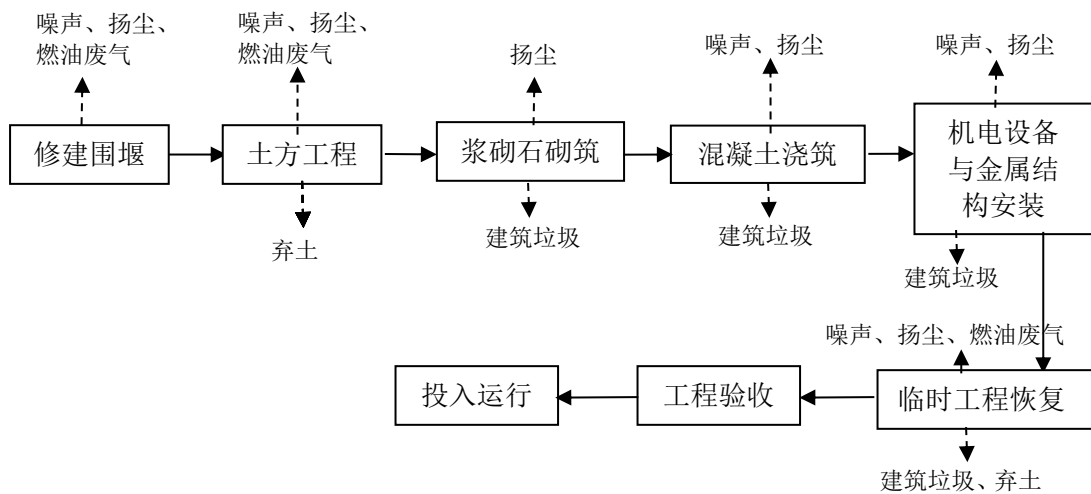 噪声、扬尘、
燃油废气
噪声、扬尘、
燃油废气
扬尘
噪声、扬尘
噪声、扬尘
修建围堰
土方工程
浆砌石砌筑
混凝土浇筑
机电设备
与金属结
构安装
弃土
建筑垃圾
建筑垃圾
建筑垃圾
噪声、扬尘、燃油废气
投入运行
工程验收
临时工程恢复
建筑垃圾、弃土